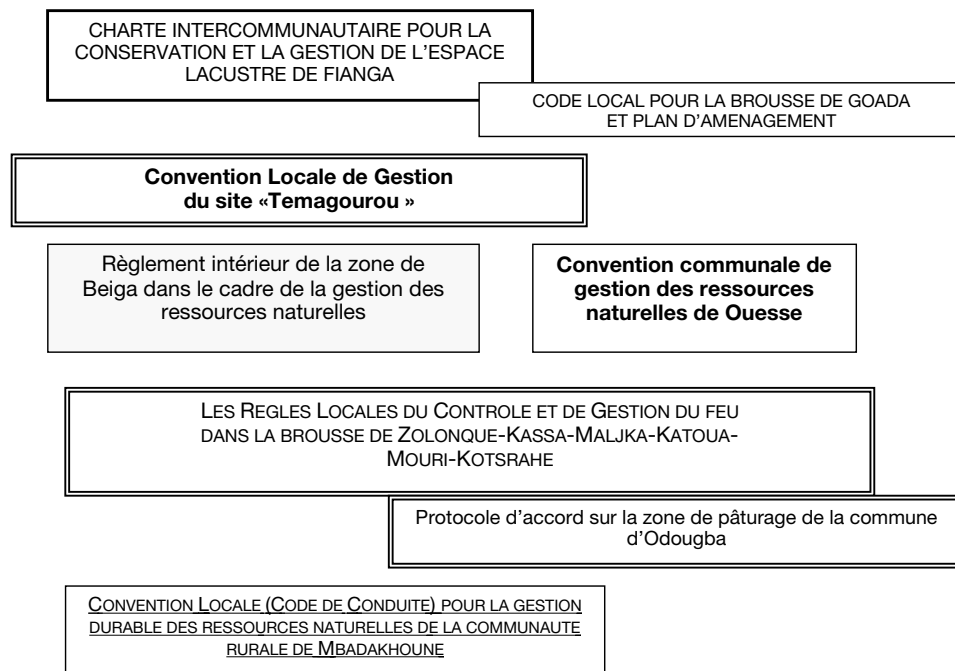 CHARTE INTERCOMMUNAUTAIRE POUR LA
CONSERVATION ET LA GESTION DE L'ESPACE
LACUSTRE DE FIANGA
CODE LOCAL POUR LA BROUSSE DE GOADA
ET PLAN D'AMENAGEMENT
Convention Locale de Gestion
du site «Temagourou »
Règlement intérieur de la zone de
Beiga dans le cadre de la gestion des
ressources naturelles
Convention communale de
gestion des ressources
naturelles de Ouesse
LES REGLES LOCALES DU CONTROLE ET DE GESTION DU FEU
DANS LA BROUSSE DE ZOLONQUE-KASSA-MALJKA-KATOUA-
MOURI-KOTSRAHE
Protocole d'accord sur la zone de pâturage de la commune
d'Odougba
CONVENTION LOCALE (CODE DE CONDUITE) POUR LA GESTION
DURABLE DES RESSOURCES NATURELLES DE LA COMMUNAUTE
RURALE DE MBADAKHOUNE